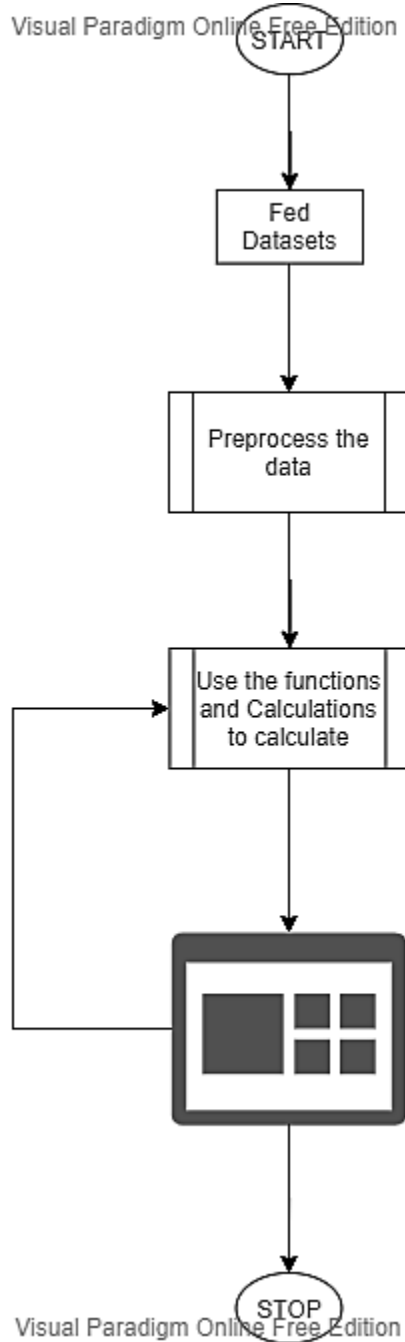 Visual Paradigm Online Free Edition
START
Fed
Datasets
Preprocess the
data
Use the functions
and Calculations
to calculate
STOP
Visual Paradigm Online Free Edition